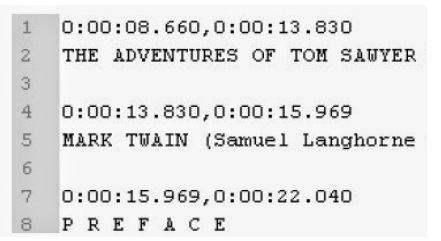 1 0:00:08.660,0:00:13.830
2 THE ADVENTURES OF TOM SAWYER
3
4 0:00:13.830,0:00:15.969
5 MARK TWAIN (Samuel Langhorne
6
7 0:00:15.969,0:00:22.040
8 P R E F A C E